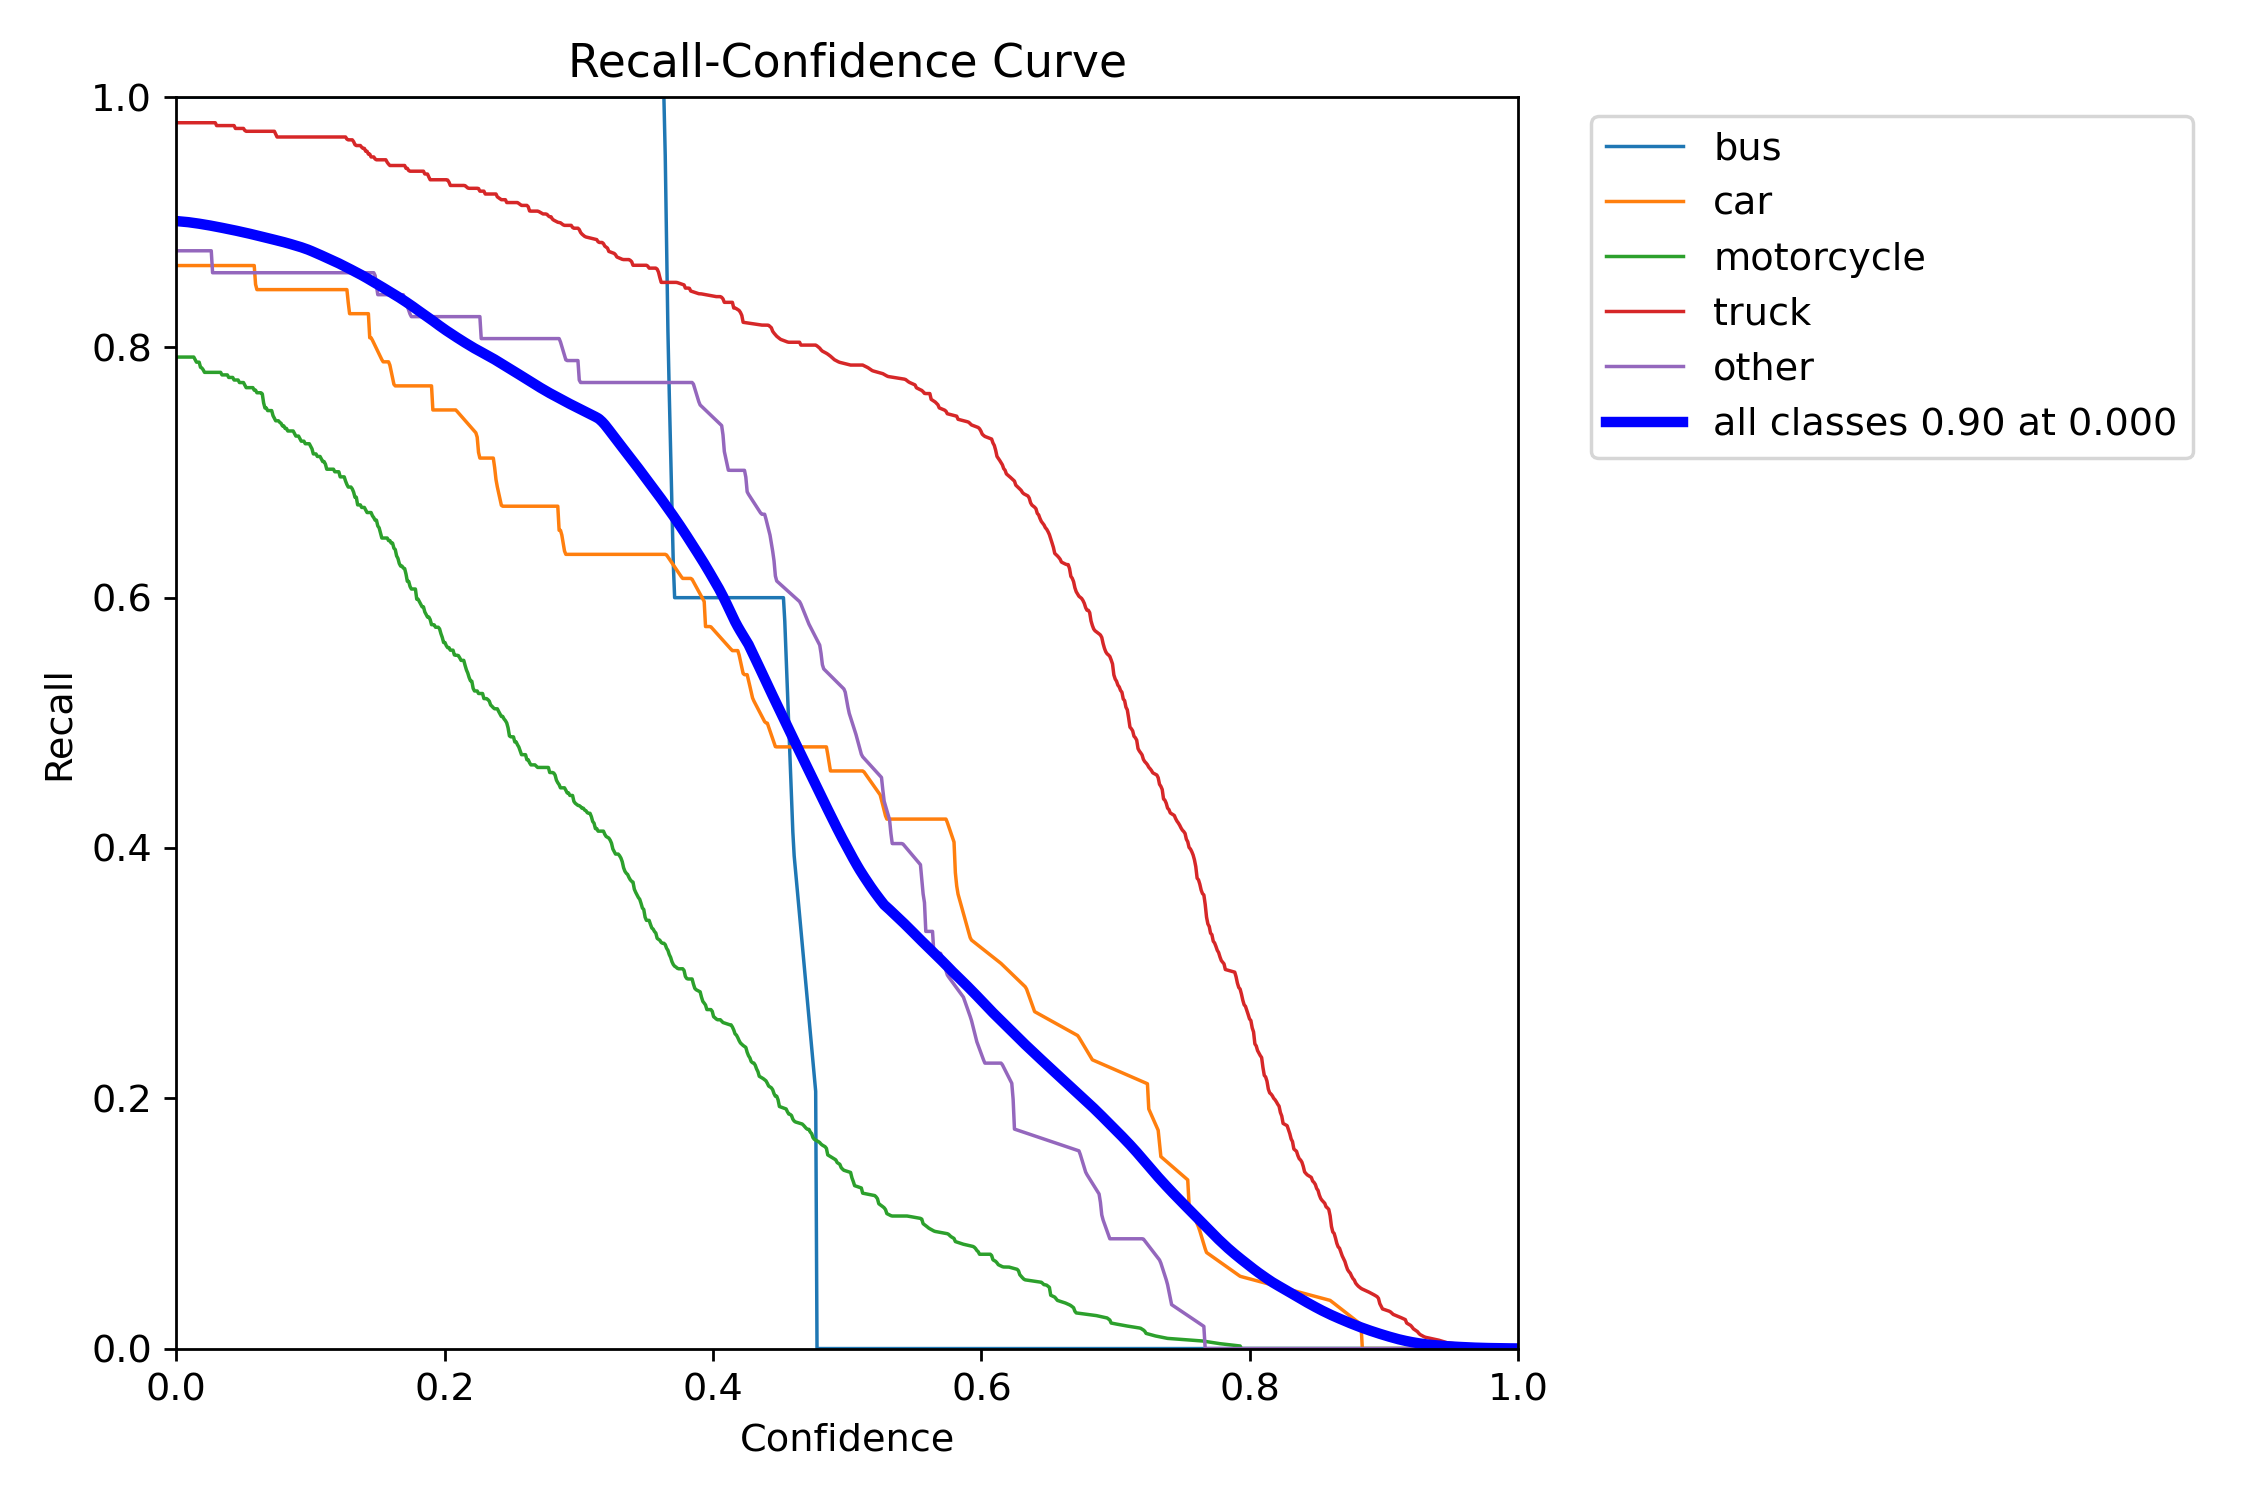 Recall-Confidence Curve
1.0
0.8
0.6
0.4
0.2
0.0
Recall
0.0 0.2 0.4 0.6 0.8 1.0
Confidence
bus
car
motorcycle
truck
other
all classes 0.90 at 0.000